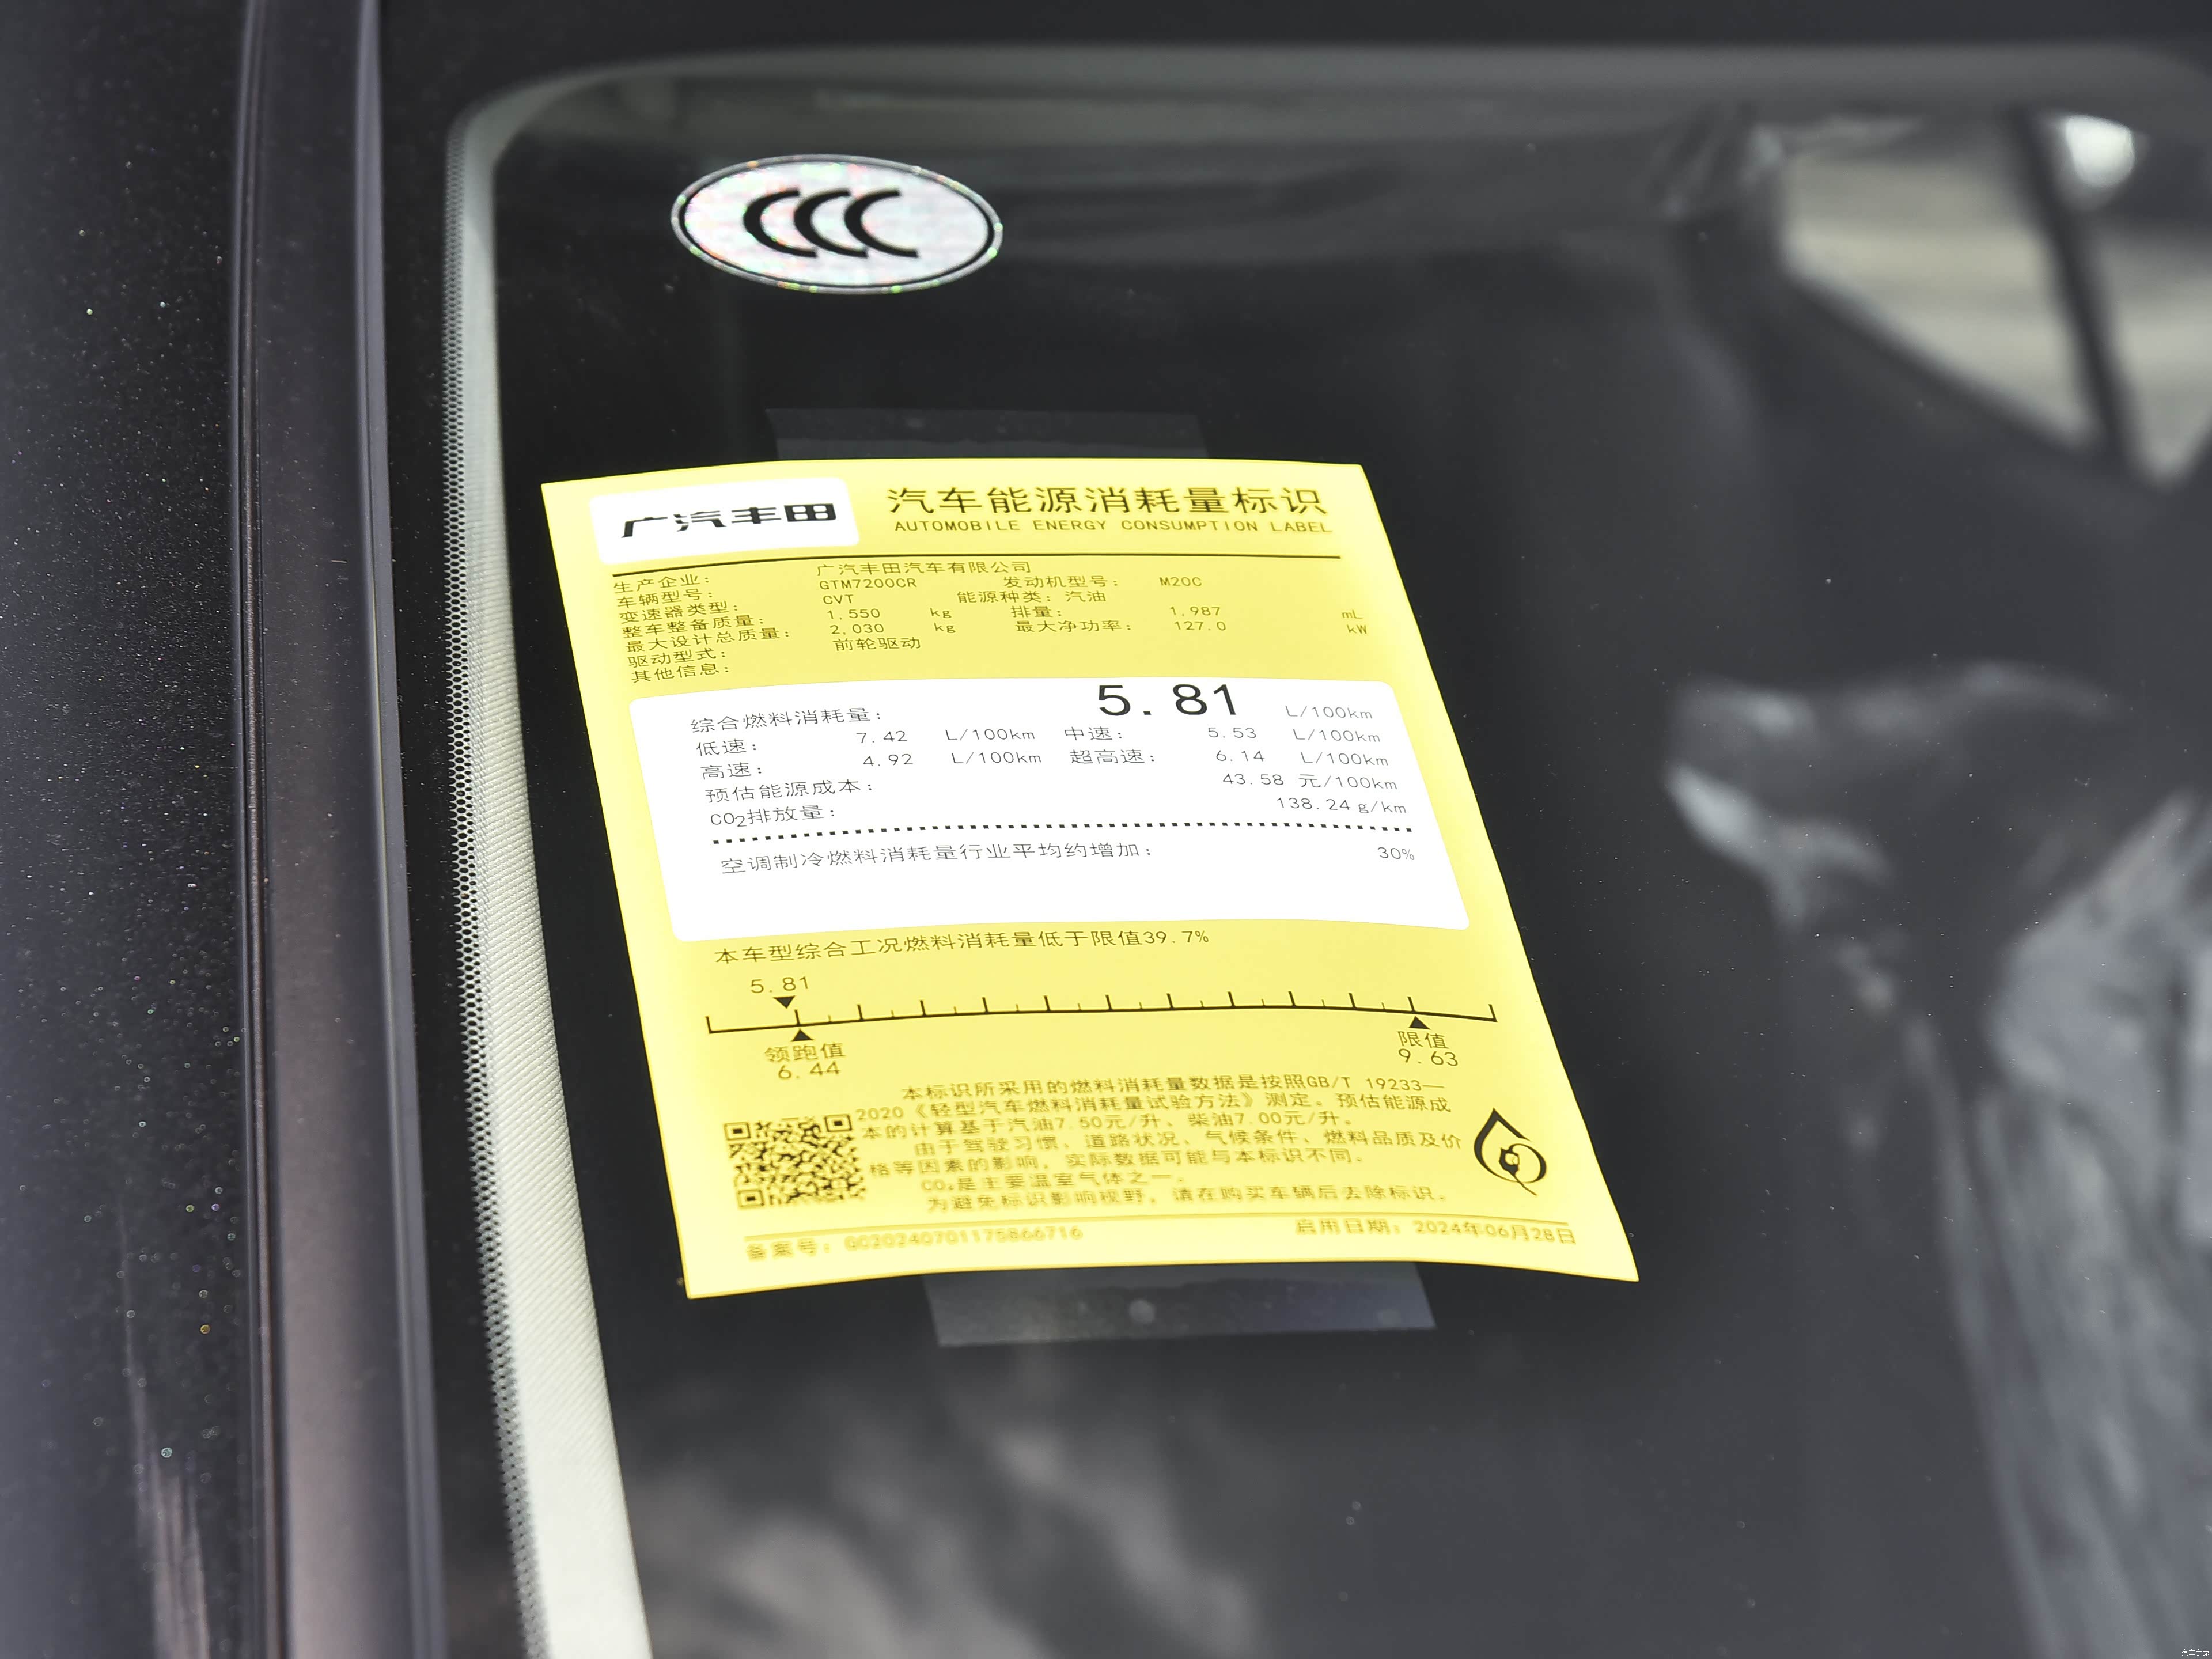 CCC
广汽丰田
汽车能源消耗量标识
AUTOMOBILE ENERGY CONSUMPTION LABEL
生产企业： 广汽丰田汽车有限公司
车辆型号： GTM7200CR 发动机型号： M20C
变速器类型： CVT 能源种类： 汽油
整车整备质量： 1,550 kg 排量： 1,987 mL
最大设计总质量： 2,030 kg 最大净功率： 127.0 kW
驱动型式： 前轮驱动
其他信息：
综合燃料消耗量： 5.81 L/100km
低速： 7.42 L/100km 中速： 5.53 L/100km
高速： 4.92 L/100km 超高速： 6.14 L/100km
预估能源成本： 43.58 元/100km
CO₂排放量： 138.24 g/km
空调制冷燃料消耗量行业平均约增加： 30%
本车型综合工况燃料消耗量低于限值39.7%
5.81
领跑值 限值
6.44 9.63
本标识所采用的燃料消耗量数据是按照GB/T 19233—
2020《轻型汽车燃料消耗量试验方法》测定。预估能源成
本的计算基于汽油7.50元/升、柴油7.00元/升。
由于驾驶习惯、道路状况、气候条件、燃料品质及价
格等因素的影响，实际数据可能与本标识不同。
CO₂是主要温室气体之一。
为避免标识影响视野，请在购买车辆后去除标识。
备案号： GC20240701175866716 启用日期： 2024年06月28日
汽车之家